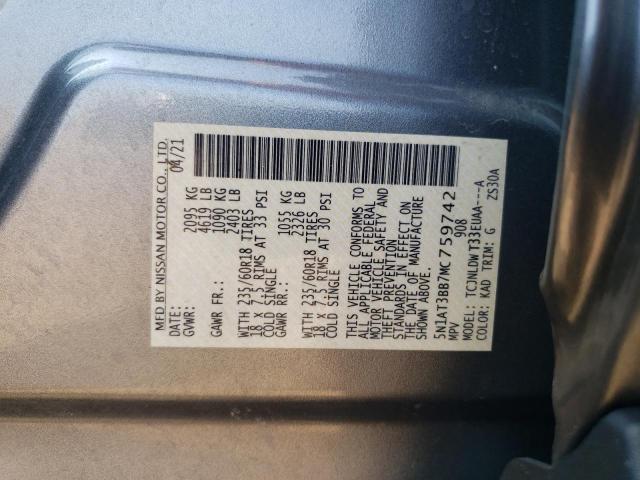 MFD BY NISSAN MOTOR CO., LTD.
DATE: 04/21
GVWR: 2095 KG
4619 LB
GAWR FR.: 1090 KG
2403 LB
WITH 235/60R18 TIRES
18 X 7.5 RIMS AT 33 PSI
COLD SINGLE
GAWR RR.: 1055 KG
2326 LB
WITH 235/60R18 TIRES
18 X 7.5 RIMS AT 30 PSI
COLD SINGLE
THIS VEHICLE CONFORMS TO
ALL APPLICABLE FEDERAL
MOTOR VEHICLE SAFETY AND
THEFT PREVENTION
STANDARDS IN EFFECT ON
THE DATE OF MANUFACTURE
SHOWN ABOVE.
5N1AT3BB7MC759742
MPV 908
MODEL: TCJNLDWT33EUAA---A
COLOR: KAD TRIM: G ZS30A